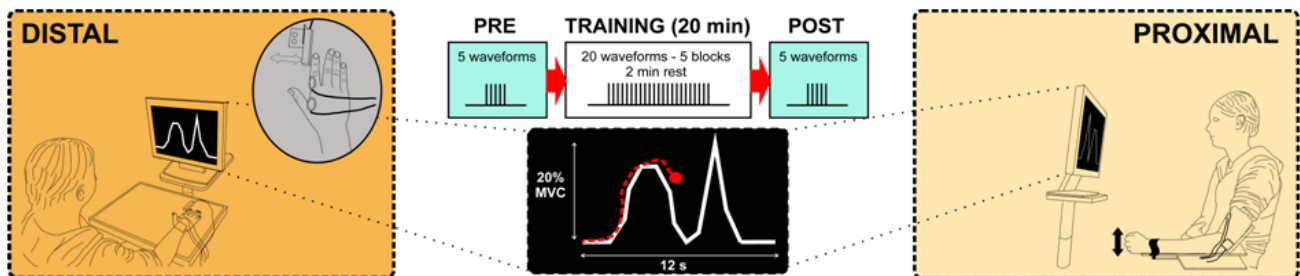 DISTAL
PRE
TRAINING (20 min)
POST
PROXIMAL
5 waveforms
20 waveforms - 5 blocks
2 min rest
5 waveforms
20%
MVC
12 s